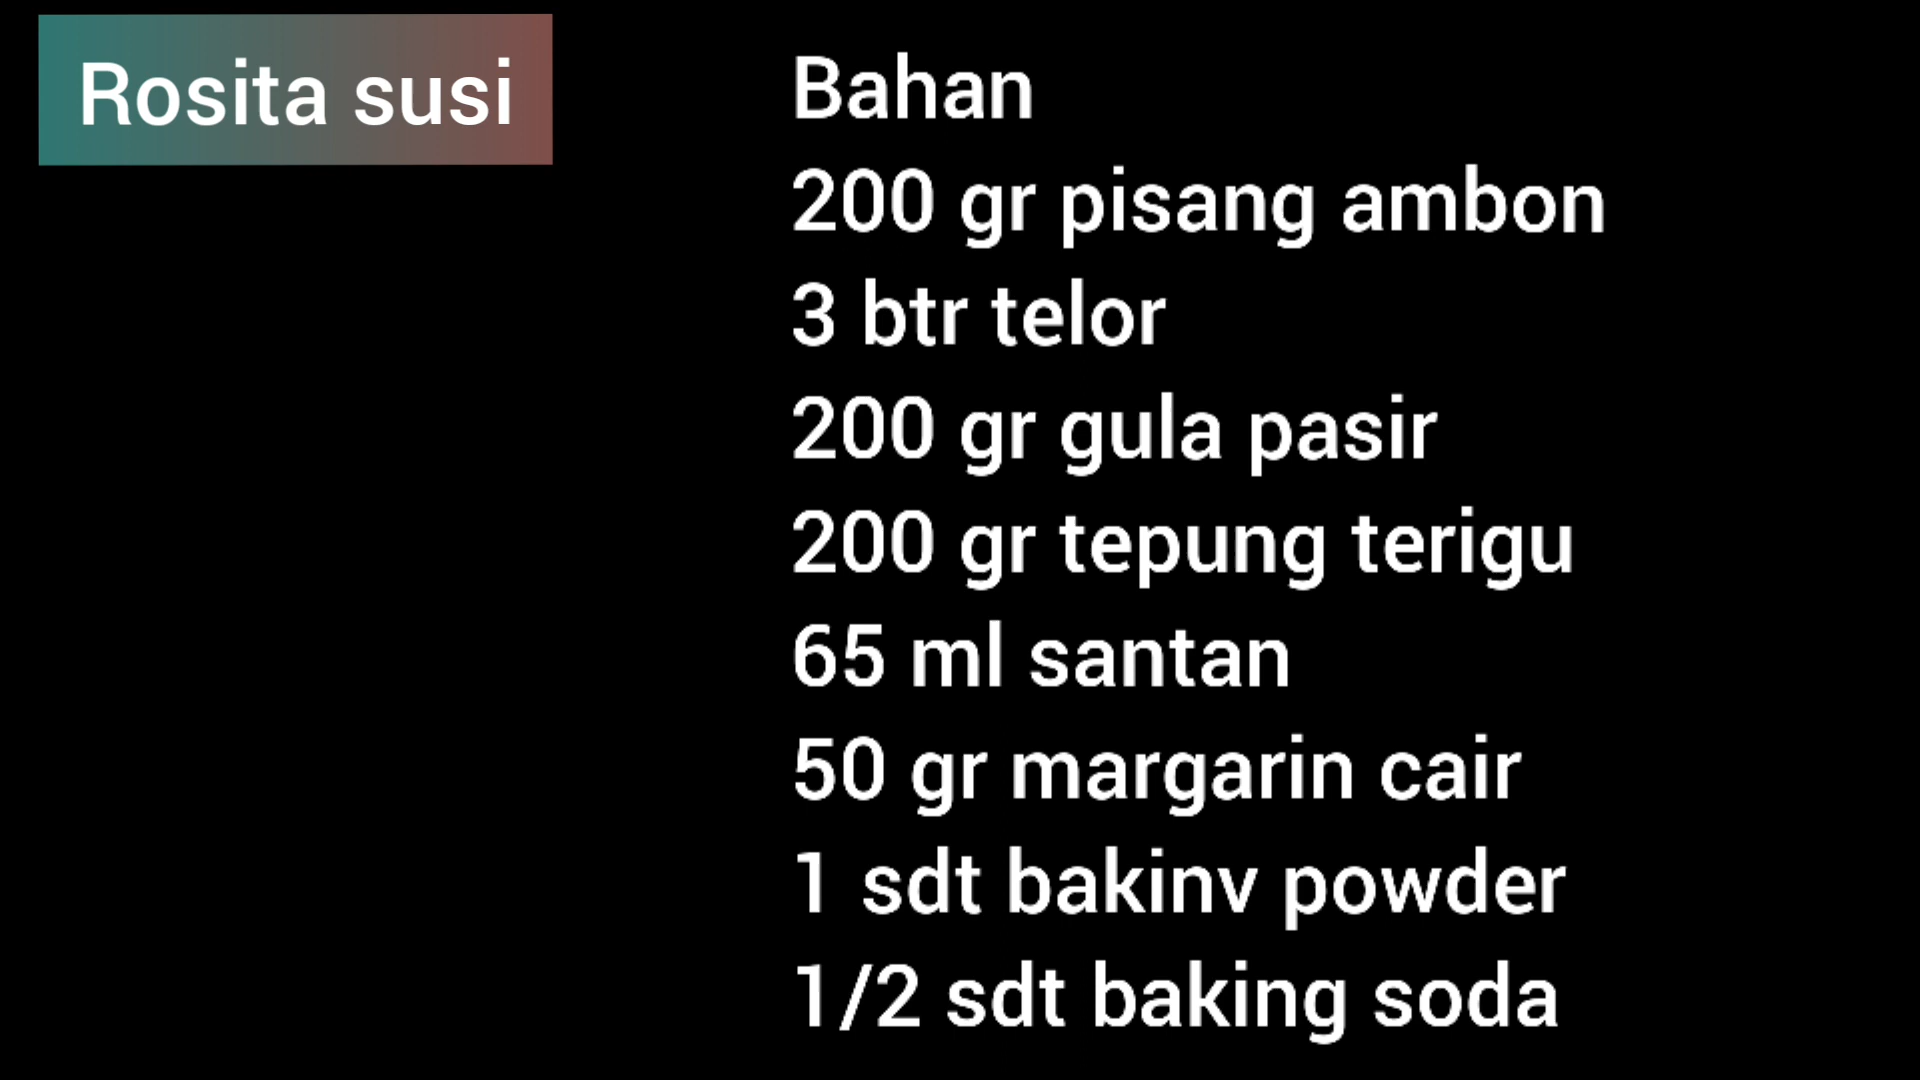 Rosita susi
Bahan
200 gr pisang ambon
3 btr telor
200 gr gula pasir
200 gr tepung terigu
65 ml santan
50 gr margarin cair
1 sdt bakinv powder
1/2 sdt baking soda